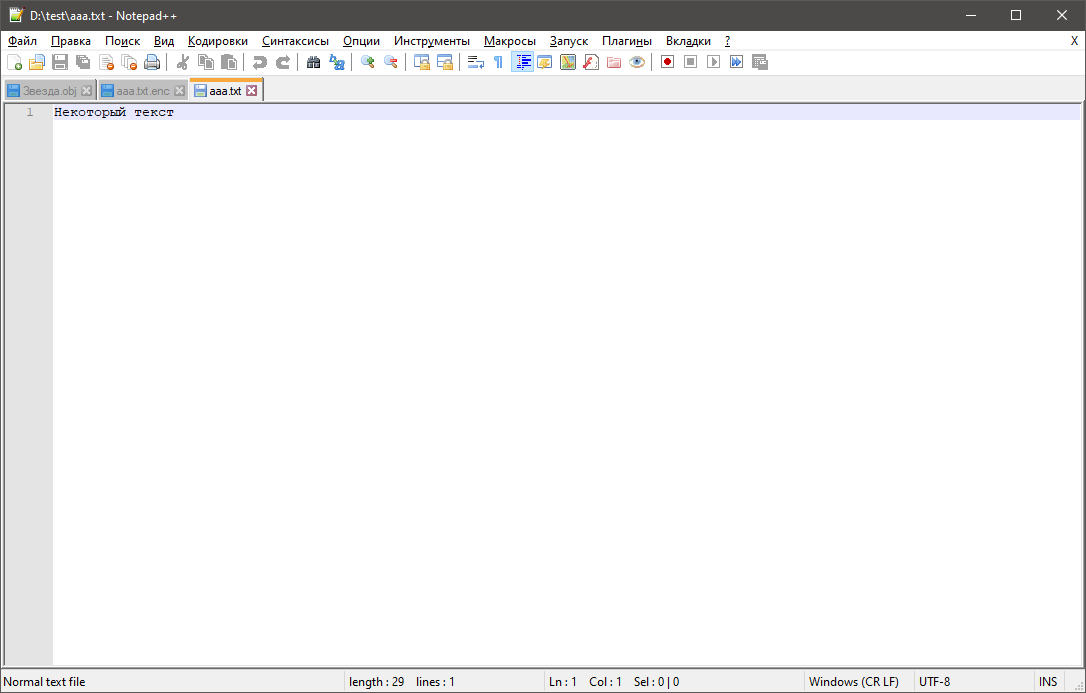 D:\test\aaa.txt - Notepad++
Файл Правка Поиск Вид Кодировки Синтаксисы Опции Инструменты Макросы Запуск Плагины Вкладки ? X
Звезда.obj aaa.txt.enc aaa.txt
1 Некоторый текст
Normal text file length : 29 lines : 1 Ln : 1 Col : 1 Sel : 0 | 0 Windows (CR LF) UTF-8 INS